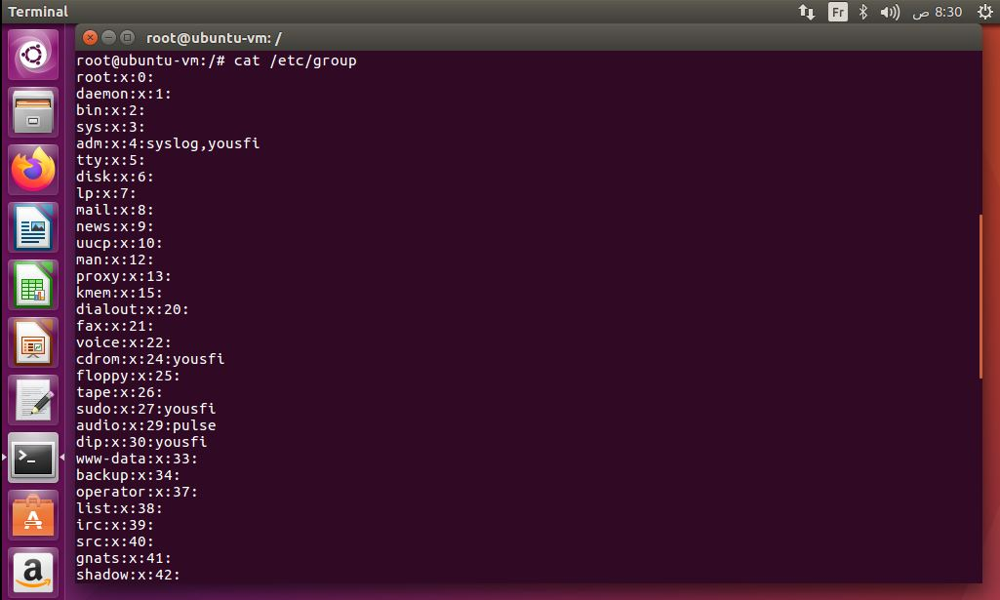 Terminal
Fr
ص 8:30
root@ubuntu-vm: /
root@ubuntu-vm:/# cat /etc/group
root:x:0:
daemon:x:1:
bin:x:2:
sys:x:3:
adm:x:4:syslog,yousfi
tty:x:5:
disk:x:6:
lp:x:7:
mail:x:8:
news:x:9:
uucp:x:10:
man:x:12:
proxy:x:13:
kmem:x:15:
dialout:x:20:
fax:x:21:
voice:x:22:
cdrom:x:24:yousfi
floppy:x:25:
tape:x:26:
sudo:x:27:yousfi
audio:x:29:pulse
dip:x:30:yousfi
www-data:x:33:
backup:x:34:
operator:x:37:
list:x:38:
irc:x:39:
src:x:40:
gnats:x:41:
shadow:x:42: